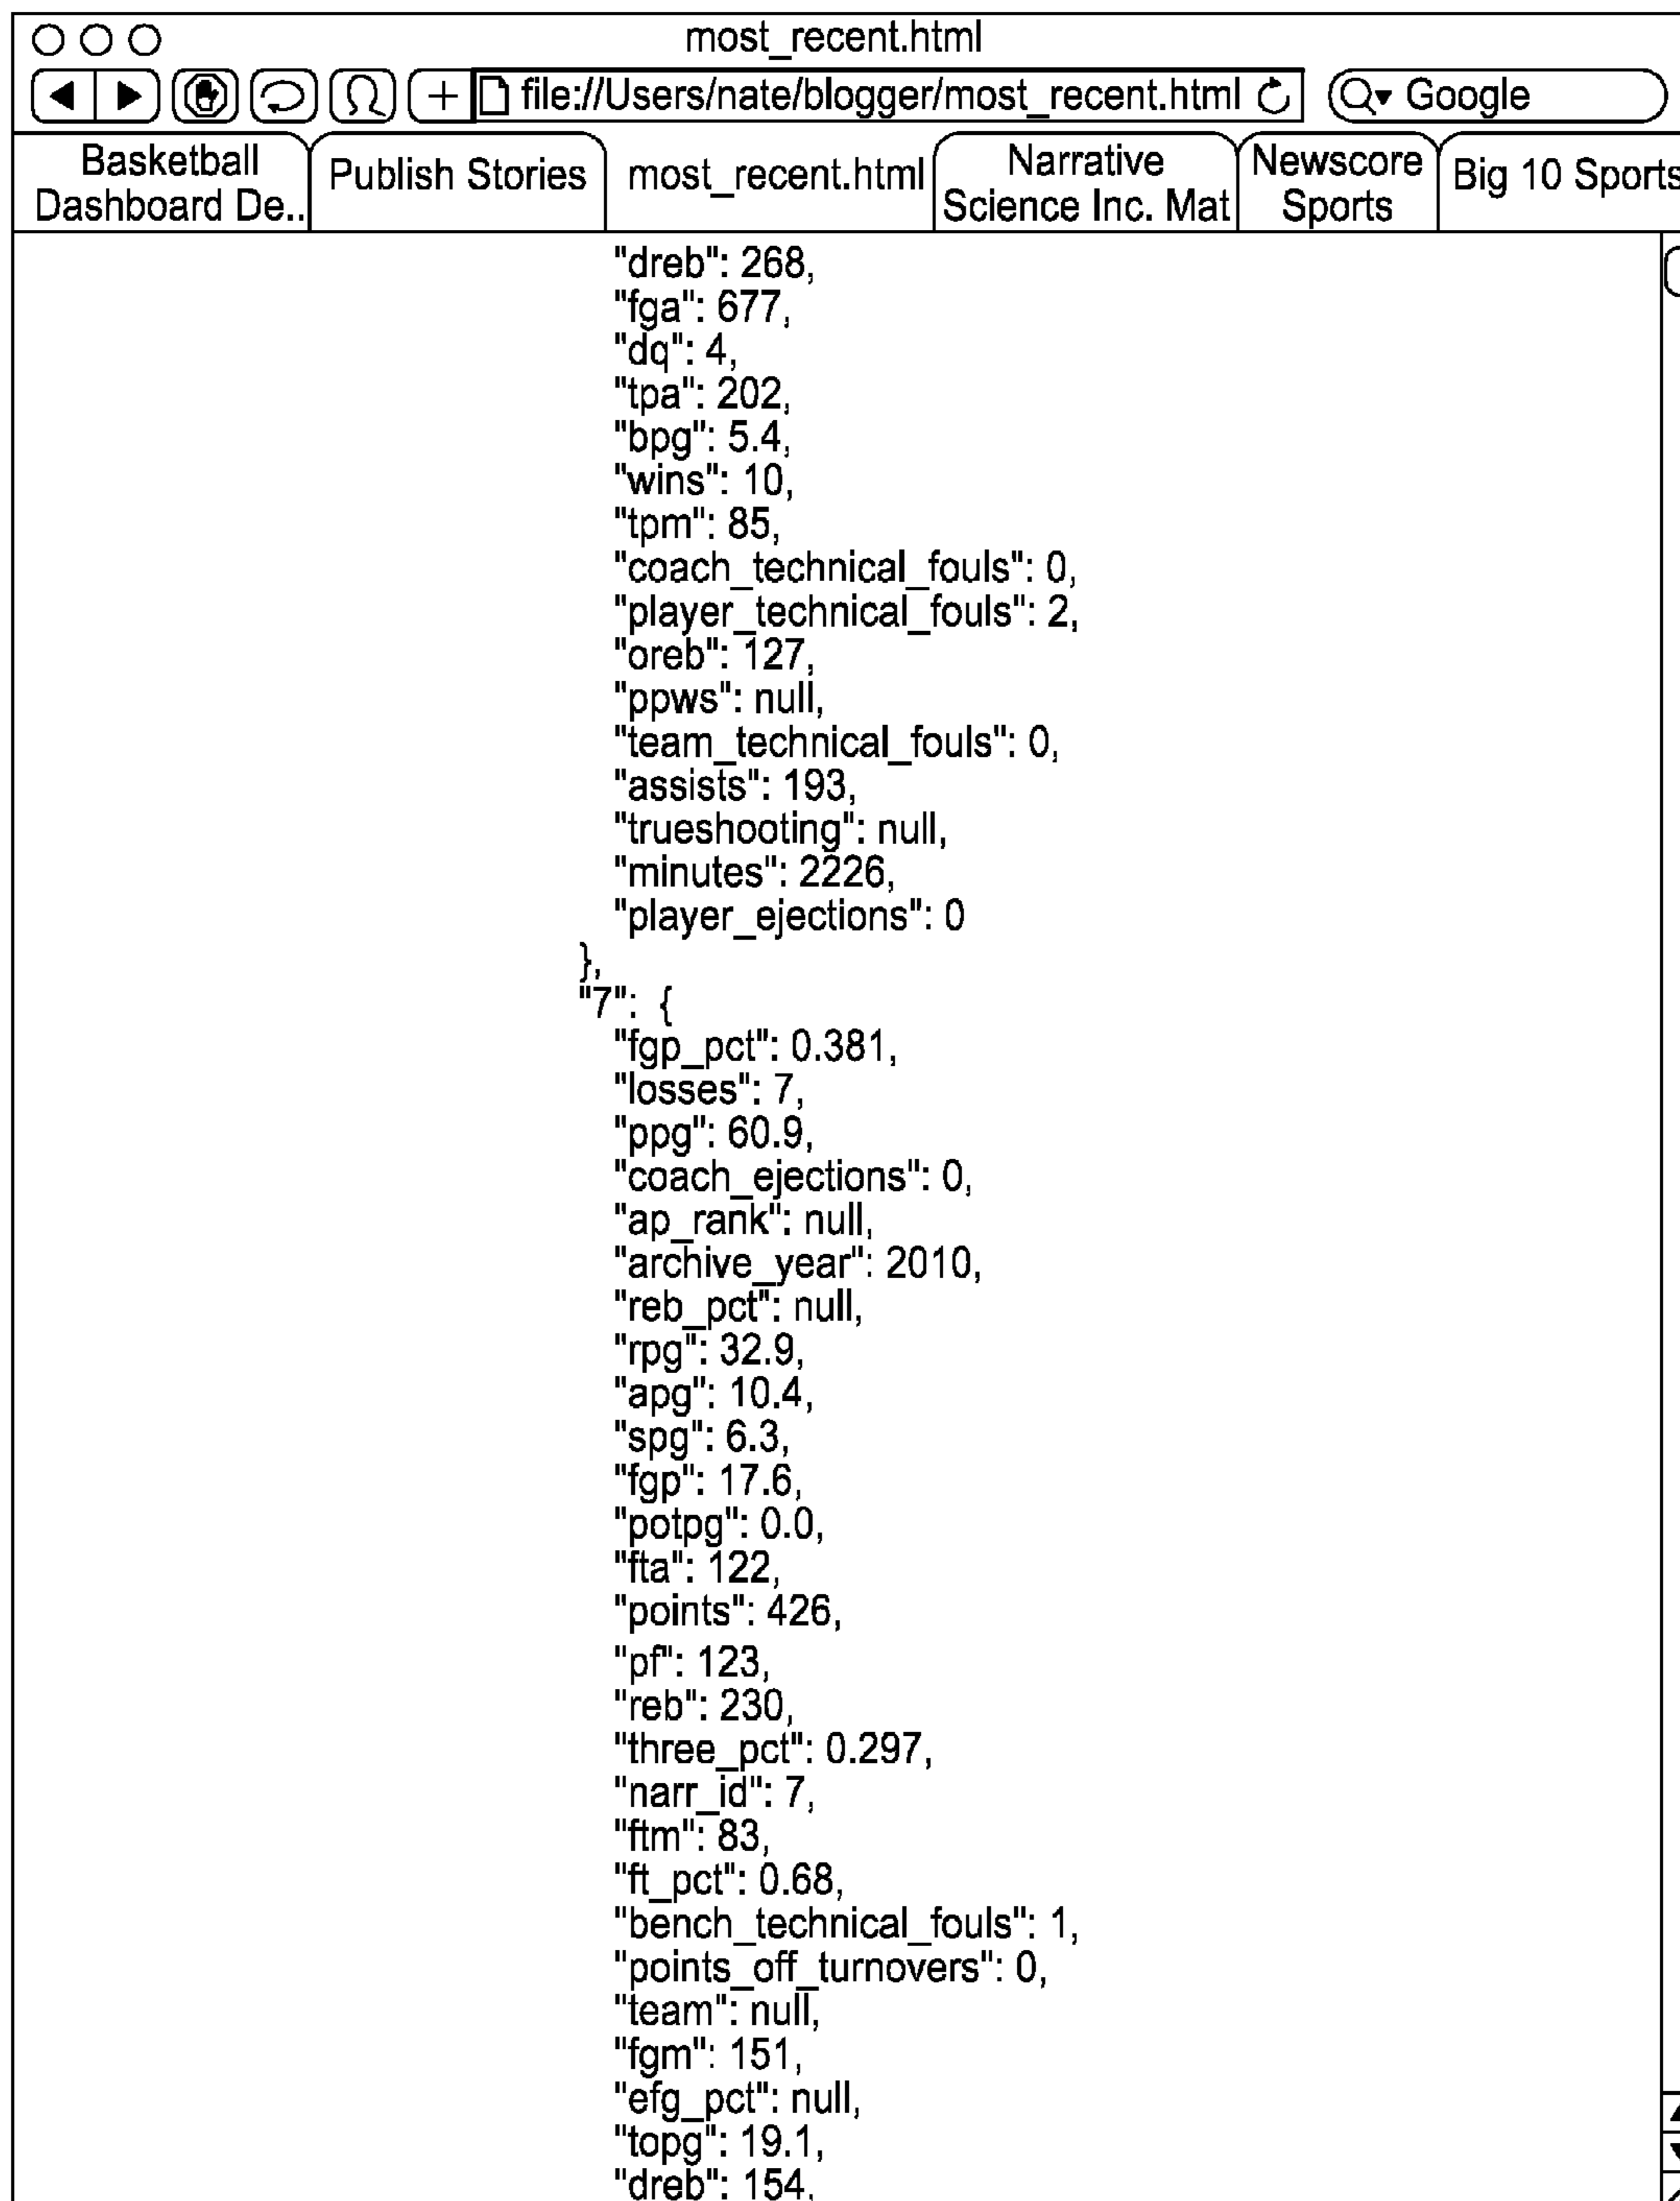 most_recent.html
+ file://Users/nate/blogger/most_recent.html Google
Basketball
Dashboard De..
Publish Stories
most_recent.html
Narrative
Science Inc. Mat
Newscore
Sports
Big 10 Sports
"dreb": 268,
"fga": 677,
"dq": 4,
"tpa": 202,
"bpg": 5.4,
"wins": 10,
"tpm": 85,
"coach_technical_fouls": 0,
"player_technical_fouls": 2,
"oreb": 127,
"ppws": null,
"team_technical_fouls": 0,
"assists": 193,
"trueshooting": null,
"minutes": 2226,
"player_ejections": 0
},
"7": {
"fgp_pct": 0.381,
"losses": 7,
"ppg": 60.9,
"coach_ejections": 0,
"ap_rank": null,
"archive_year": 2010,
"reb_pct": null,
"rpg": 32.9,
"apg": 10.4,
"spg": 6.3,
"fgp": 17.6,
"potpg": 0.0,
"fta": 122,
"points": 426,
"pf": 123,
"reb": 230,
"three_pct": 0.297,
"narr_id": 7,
"ftm": 83,
"ft_pct": 0.68,
"bench_technical_fouls": 1,
"points_off_turnovers": 0,
"team": null,
"fgm": 151,
"efg_pct": null,
"topg": 19.1,
"dreb": 154,